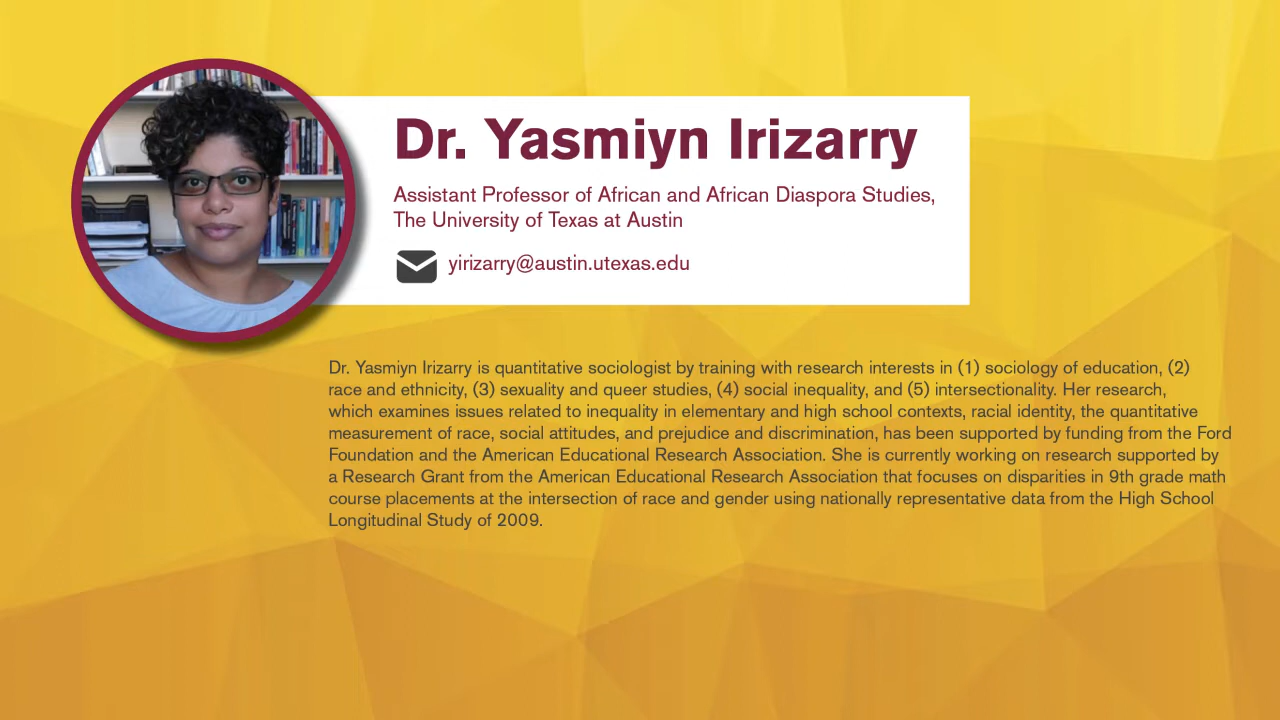 Dr. Yasmiyn Irizarry
Assistant Professor of African and African Diaspora Studies,
The University of Texas at Austin
yirizarry@austin.utexas.edu
Dr. Yasmiyn Irizarry is quantitative sociologist by training with research interests in (1) sociology of education, (2)
race and ethnicity, (3) sexuality and queer studies, (4) social inequality, and (5) intersectionality. Her research,
which examines issues related to inequality in elementary and high school contexts, racial identity, the quantitative
measurement of race, social attitudes, and prejudice and discrimination, has been supported by funding from the Ford
Foundation and the American Educational Research Association. She is currently working on research supported by
a Research Grant from the American Educational Research Association that focuses on disparities in 9th grade math
course placements at the intersection of race and gender using nationally representative data from the High School
Longitudinal Study of 2009.